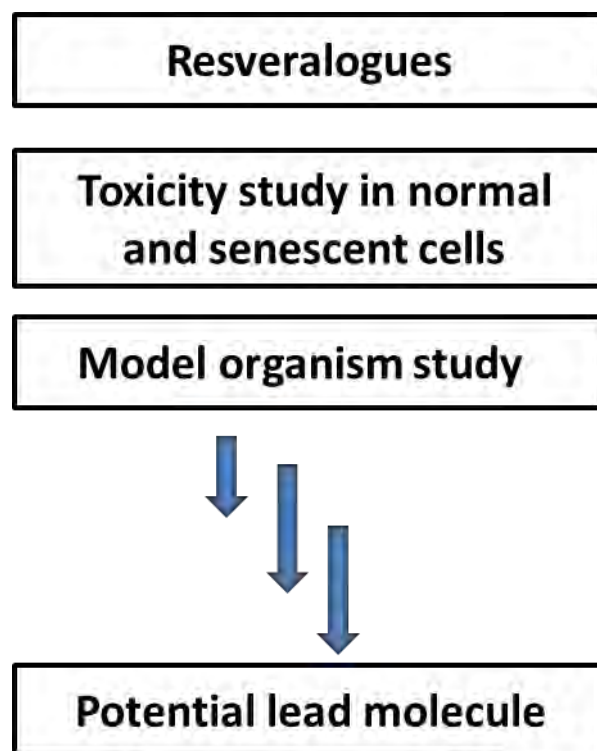 Resveralogues
Toxicity study in normal
and senescent cells
Model organism study
Potential lead molecule